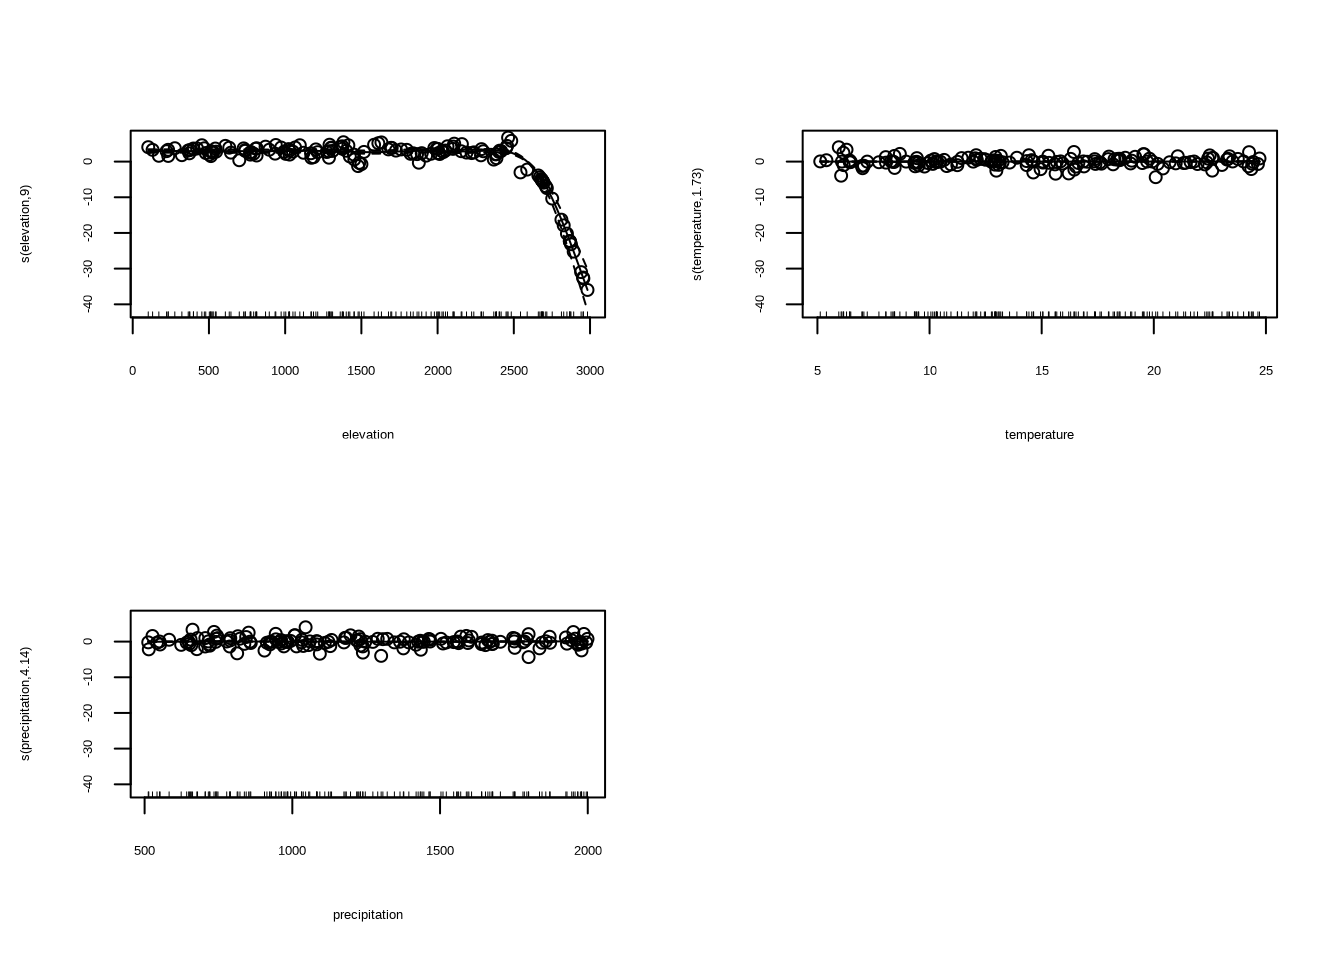 s(elevation,9)
0
-10
-20
-30
-40
0 500 1000 1500 2000 2500 3000
elevation
s(temperature,1.73)
0
-10
-20
-30
-40
5 10 15 20 25
temperature
s(precipitation,4.14)
0
-10
-20
-30
-40
500 1000 1500 2000
precipitation